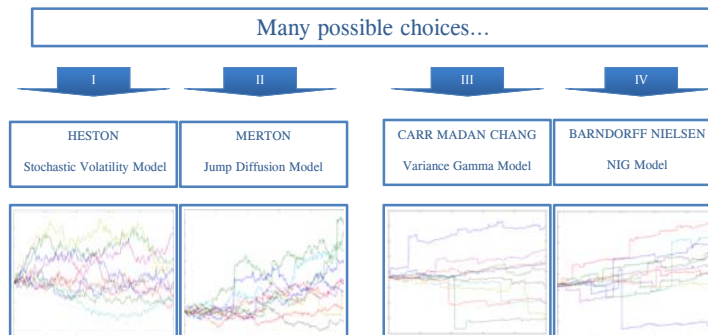 Many possible choices...
I
II
III
IV
HESTON
Stochastic Volatility Model
MERTON
Jump Diffusion Model
CARR MADAN CHANG
Variance Gamma Model
BARNDORFF NIELSEN
NIG Model